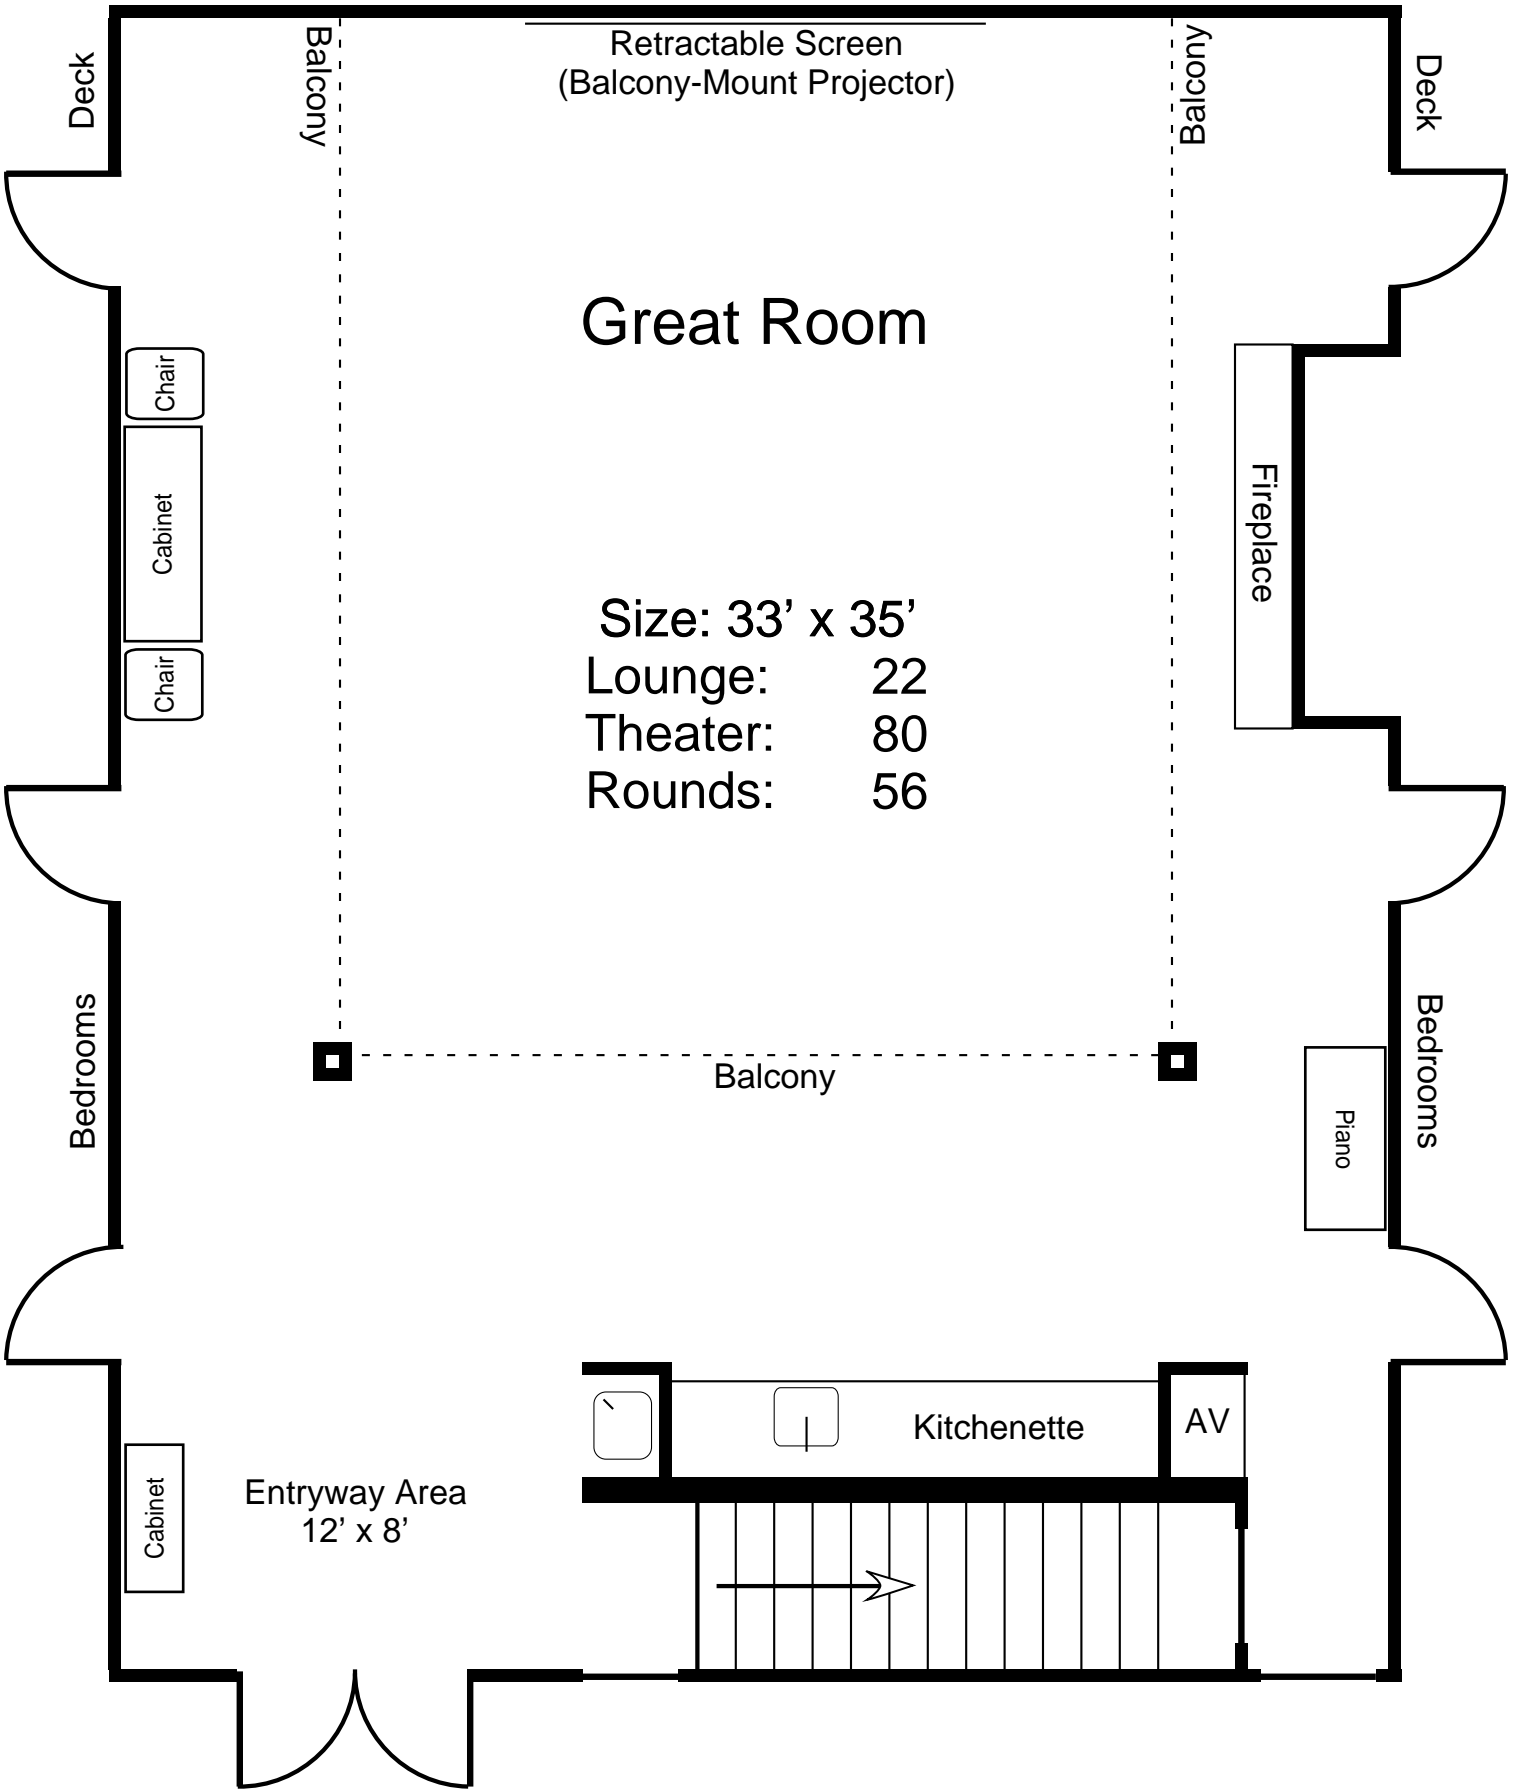 Deck
Balcony
Retractable Screen
(Balcony-Mount Projector)
Balcony
Deck
Great Room
Chair
Cabinet
Chair
Fireplace
Size: 33’ x 35’
Lounge: 22
Theater: 80
Rounds: 56
Bedrooms
Balcony
Piano
Bedrooms
Kitchenette
AV
Cabinet
Entryway Area
12’ x 8’